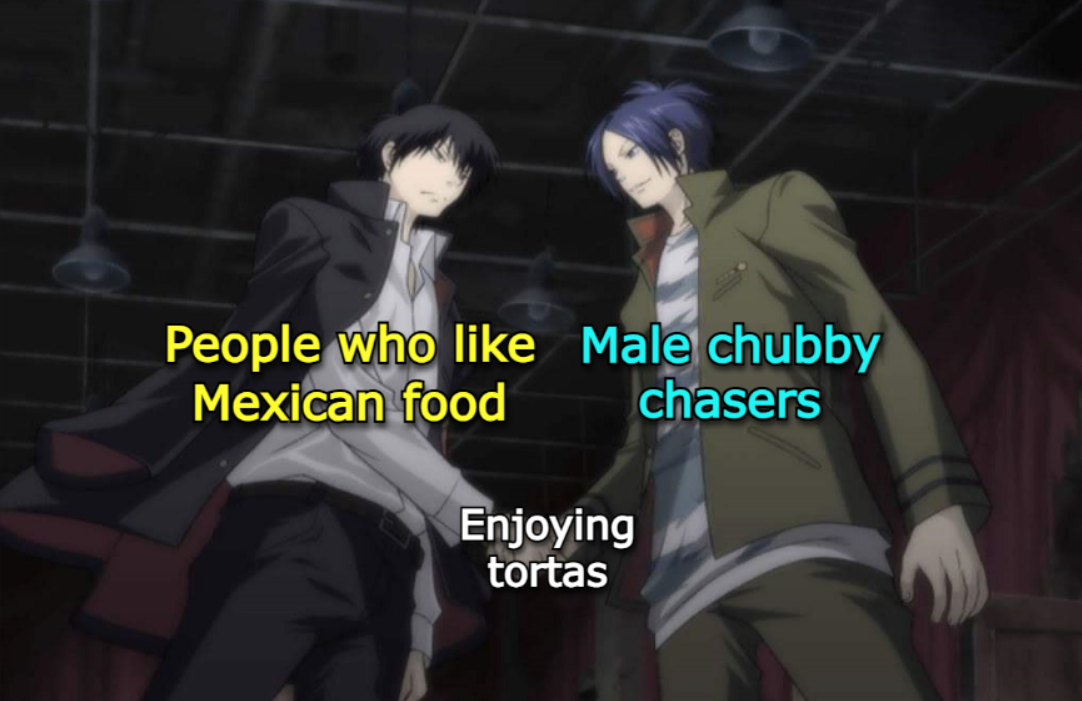 People who like
Mexican food
Male chubby
chasers
Enjoying
tortas